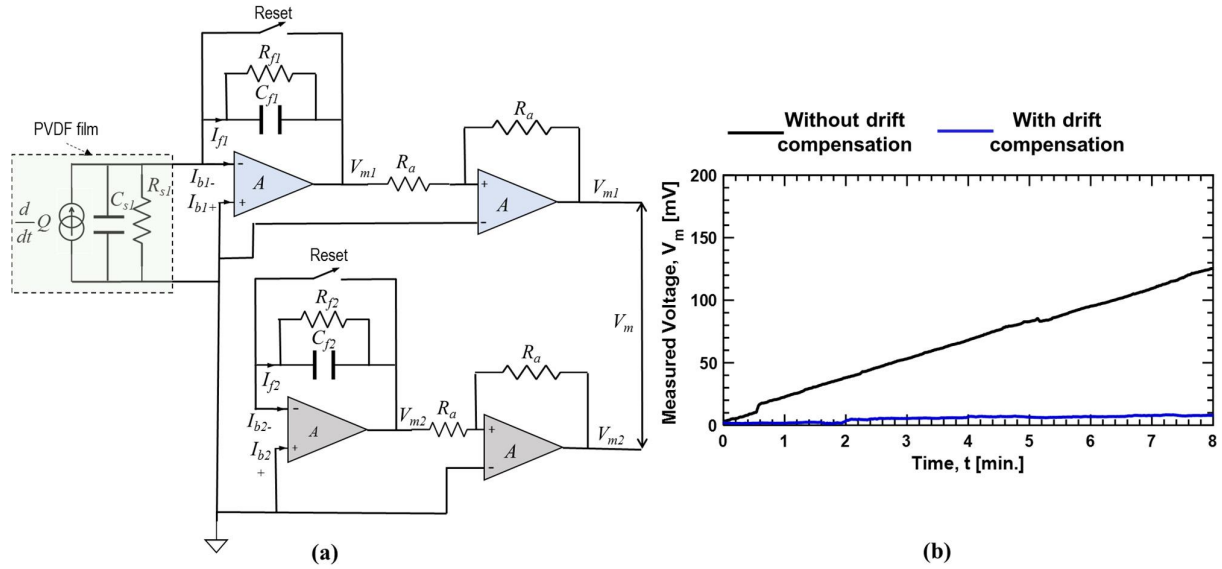 Reset
R_f1
C_f1
I_f1
PVDF film
R_a
V_m1
R_a
V_m1
I_b1-
I_b1+
A
A
C_s1
R_s1
d/dt Q
+
-
-
+
Reset
R_f2
C_f2
I_f2
V_m
R_a
I_b2-
I_b2
+
A
V_m2
R_a
A
V_m2
-
+
+
-
(a)
Without drift
compensation
With drift
compensation
Measured Voltage, V_m [mV]
200
150
100
50
0
0 1 2 3 4 5 6 7 8
Time, t [min.]
(b)